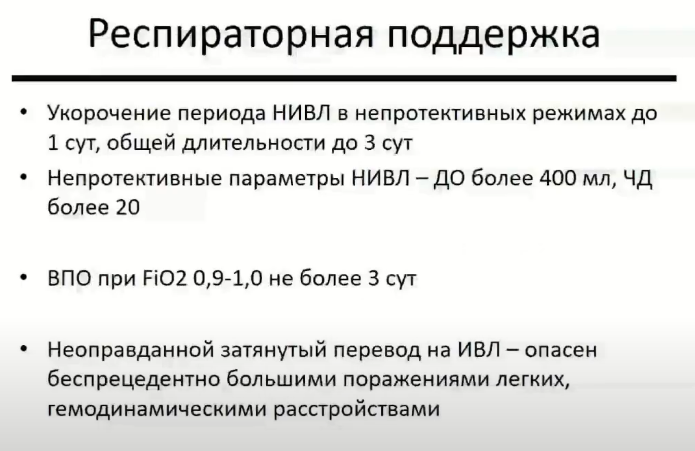 Респираторная поддержка
• Укорочение периода НИВЛ в непротективных режимах до
1 сут, общей длительности до 3 сут
• Непротективные параметры НИВЛ – ДО более 400 мл, ЧД
более 20
• ВПО при FiO2 0,9-1,0 не более 3 сут
• Неоправданной затянутый перевод на ИВЛ – опасен
беспрецедентно большими поражениями легких,
гемодинамическими расстройствами